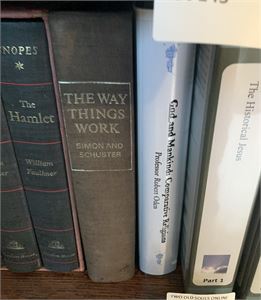 NOPES
The
Hamlet
William
Faulkner
THE WAY
THINGS
WORK
SIMON AND
SCHUSTER
God and Mankind: Comparative Religions
Professor Robert Oden
The Historical Jesus
Part 1